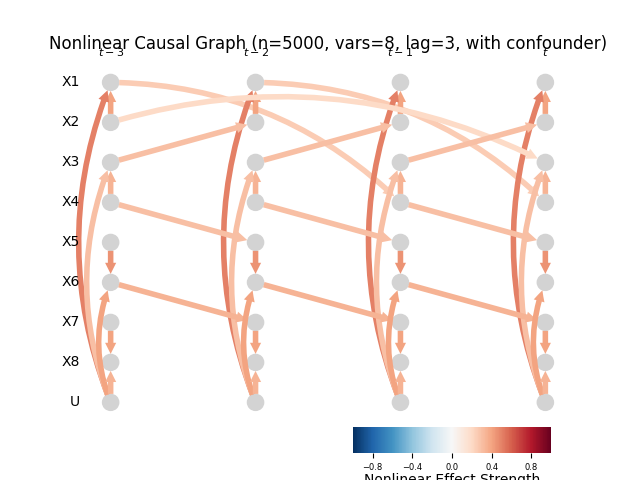 Nonlinear Causal Graph (n=5000, vars=8, lag=3, with confounder)
t − 3 t − 2 t − 1 t
X1
X2
X3
X4
X5
X6
X7
X8
U
−0.8 −0.4 0.0 0.4 0.8
Nonlinear Effect Strength